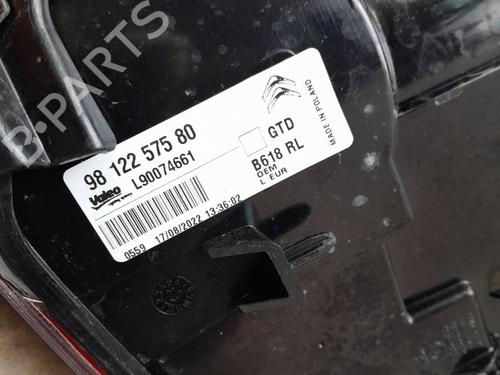 B-PARTS
98 122 575 80
Valeo
L90074661
0559 17/08/2022 13:36:02
GTD
B618 RL
OEM
L EUR
MADE IN POLAND